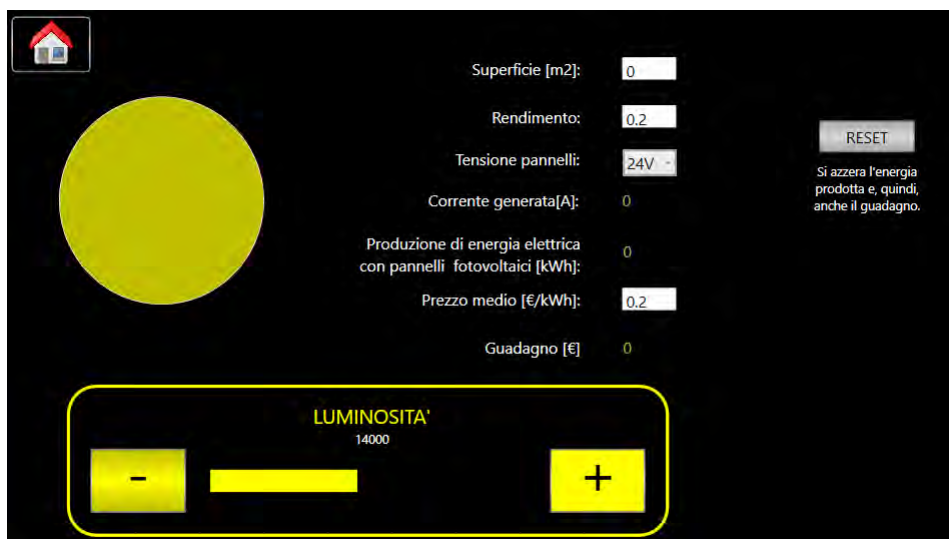 Superficie [m2]: 0
Rendimento: 0.2
Tensione pannelli: 24V
Corrente generata[A]: 0
Produzione di energia elettrica
con pannelli fotovoltaici [kWh]: 0
Prezzo medio [€/kWh]: 0.2
Guadagno [€] 0
RESET
Si azzera l'energia
prodotta e, quindi,
anche il guadagno.
LUMINOSITA'
14000
- +